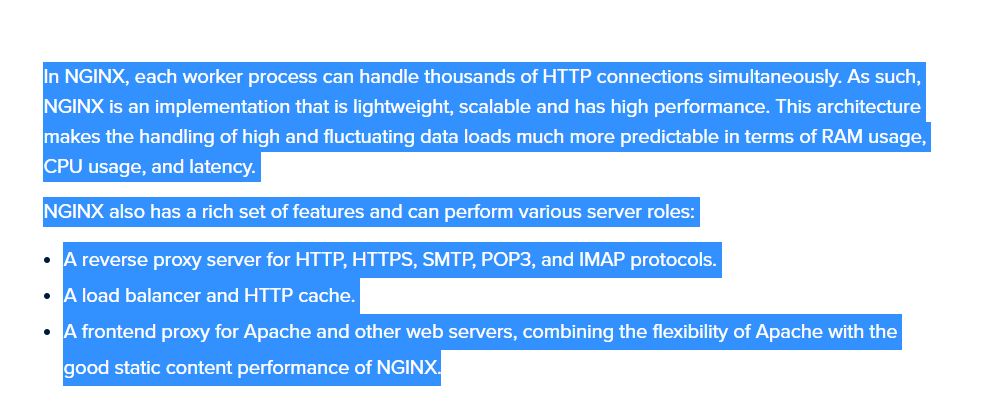 In NGINX, each worker process can handle thousands of HTTP connections simultaneously. As such,
NGINX is an implementation that is lightweight, scalable and has high performance. This architecture
makes the handling of high and fluctuating data loads much more predictable in terms of RAM usage,
CPU usage, and latency.
NGINX also has a rich set of features and can perform various server roles:
• A reverse proxy server for HTTP, HTTPS, SMTP, POP3, and IMAP protocols.
• A load balancer and HTTP cache.
• A frontend proxy for Apache and other web servers, combining the flexibility of Apache with the
good static content performance of NGINX.